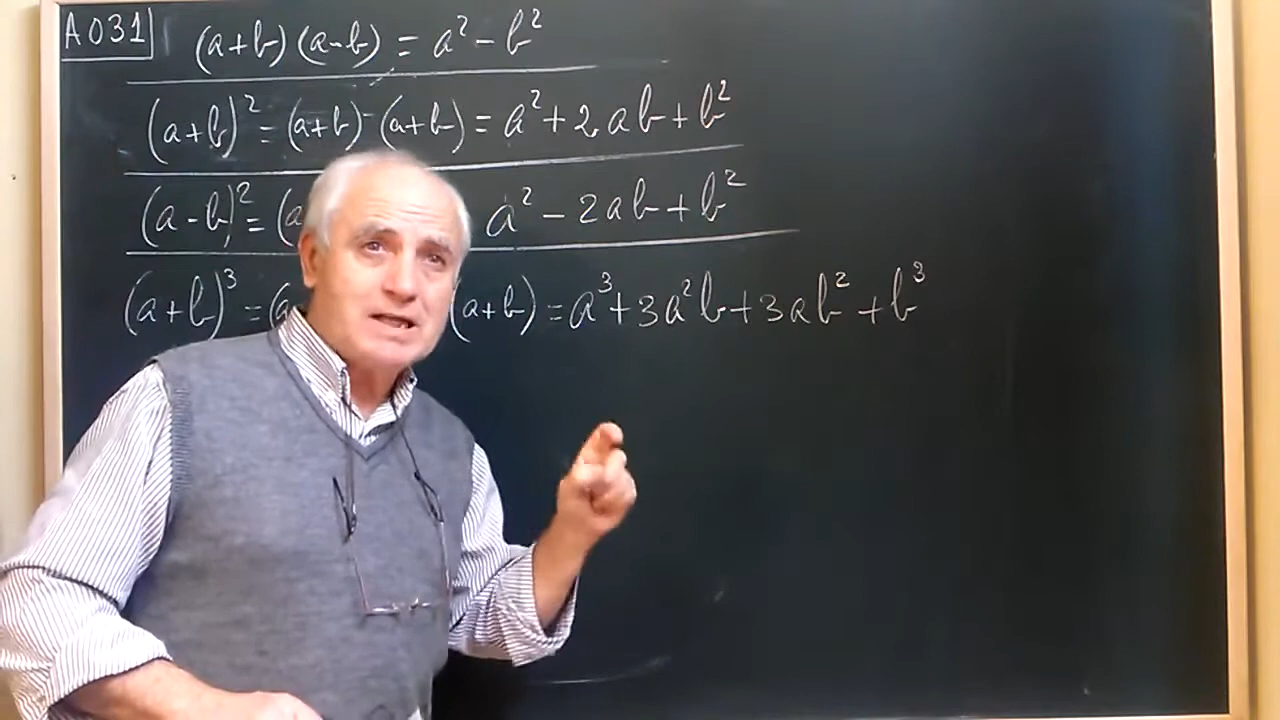 A031
(a+b)(a-b) = a² - b²
(a+b)² = (a+b)·(a+b) = a² + 2ab + b²
(a-b)² = (a a² - 2ab + b²
(a+b)³ = (a (a+b) = a³ + 3a²b + 3ab² + b³